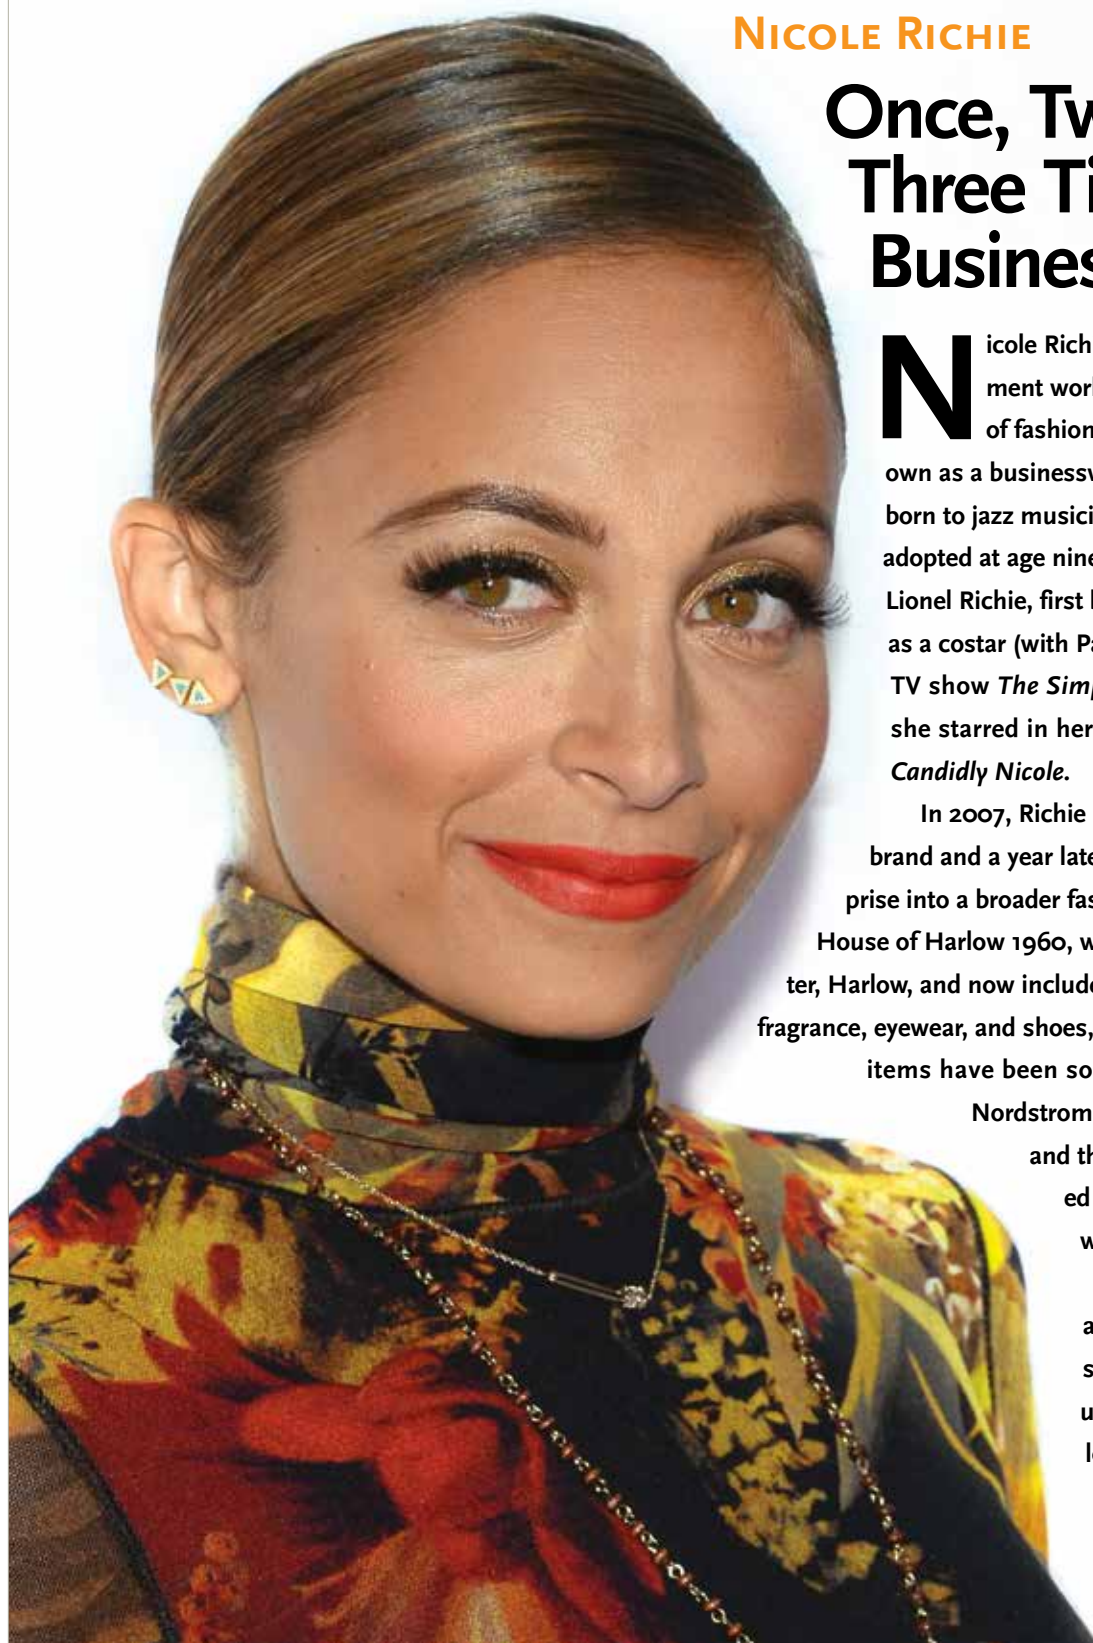 NICOLE RICHIE
Once, Tw
Three Ti
Busines
Nicole Rich
ment worl
of fashion
own as a businessw
born to jazz musici
adopted at age nine
Lionel Richie, first
as a costar (with Pa
TV show The Simp
she starred in her
Candidly Nicole.
In 2007, Richie
brand and a year late
prise into a broader fas
House of Harlow 1960, w
ter, Harlow, and now include
fragrance, eyewear, and shoes,
items have been so
Nordstrom
and th
ed
w
a
s
u